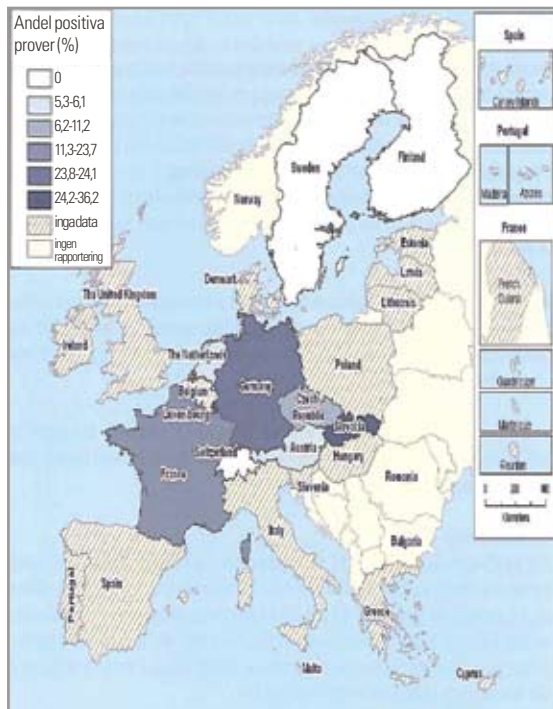 Andel positiva
prover (%)
0
5,3-6,1
6,2-11,2
11,3-23,7
23,8-24,1
24,2-36,2
ingadata
ingen
rapportering
Spain
Canary Islands
Portugal
Madeira
Azores
France
French
Guiana
Guadeloupe
Martinique
Reunion
Kilometers
Sweden
Finland
Norway
Estonia
Latvia
Lithuania
Denmark
The United Kingdom
Ireland
The Netherlands
Poland
Germany
Belgium
Luxembourg
Czech
Republic
Slovakia
Austria
Hungary
Switzerland
France
Slovenia
Romania
Italy
Bulgaria
Portugal
Spain
Greece
Malta
Cyprus